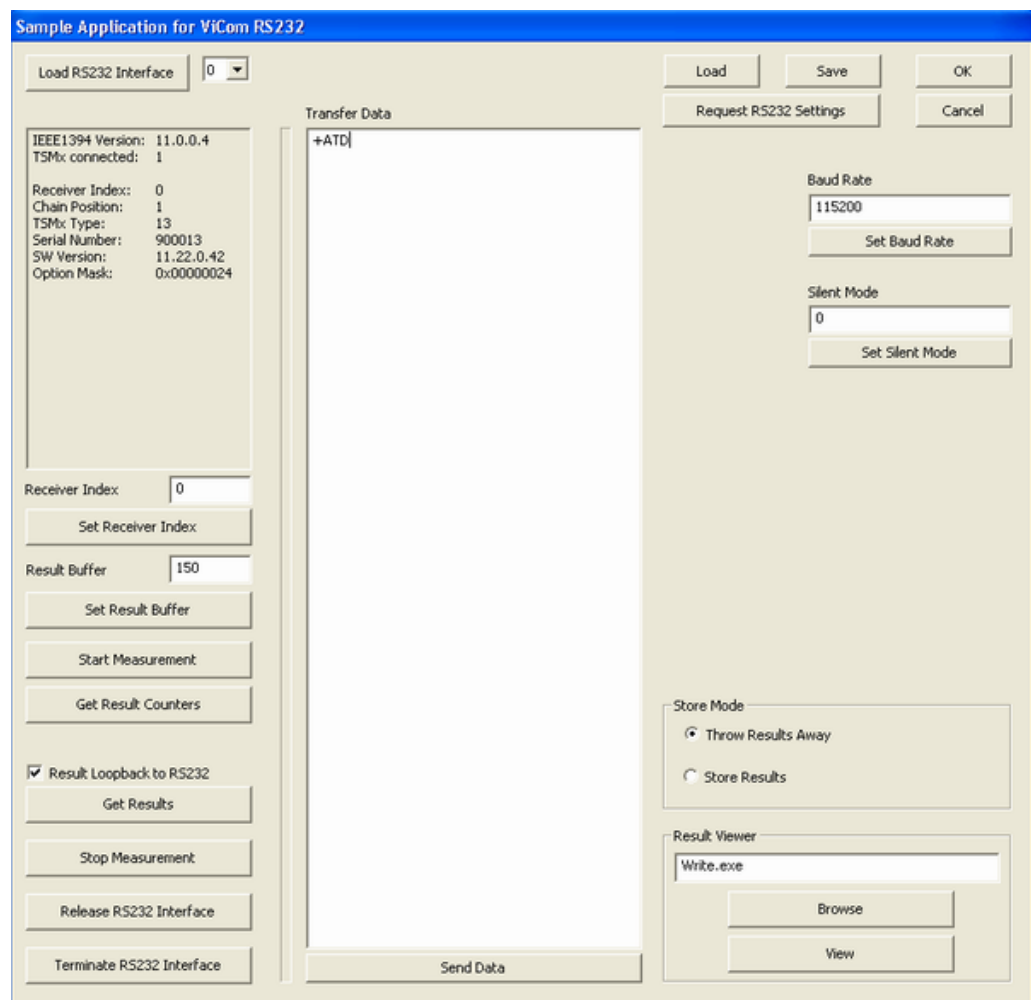 Sample Application for ViCom RS232
Load RS232 Interface
0
Load
Save
OK
Transfer Data
Request RS232 Settings
Cancel
IEEE1394 Version: 11.0.0.4
TSMx connected: 1
Receiver Index: 0
Chain Position: 1
TSMx Type: 13
Serial Number: 900013
SW Version: 11.22.0.42
Option Mask: 0x00000024
+ATD
Baud Rate
115200
Set Baud Rate
Silent Mode
0
Set Silent Mode
Receiver Index 0
Set Receiver Index
Result Buffer 150
Set Result Buffer
Start Measurement
Get Result Counters
Result Loopback to RS232
Get Results
Stop Measurement
Release RS232 Interface
Terminate RS232 Interface
Send Data
Store Mode
Throw Results Away
Store Results
Result Viewer
Write.exe
Browse
View